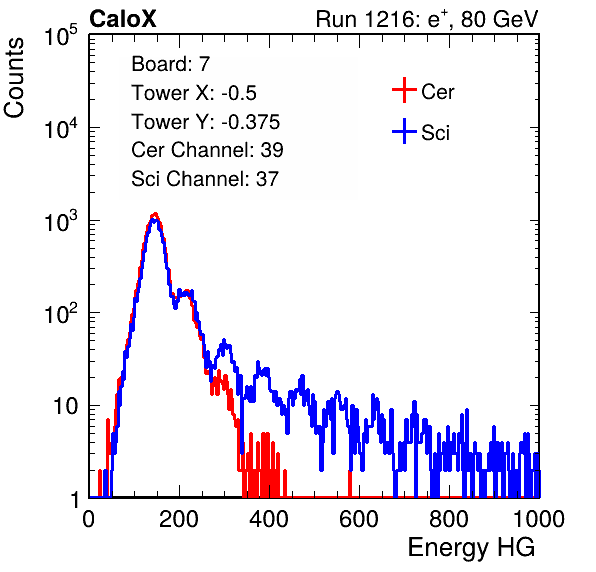 CaloX Run 1216: e⁺, 80 GeV
Counts
Board: 7
Tower X: -0.5
Tower Y: -0.375
Cer Channel: 39
Sci Channel: 37
Cer
Sci
10⁵
10⁴
10³
10²
10
1
0 200 400 600 800 1000
Energy HG